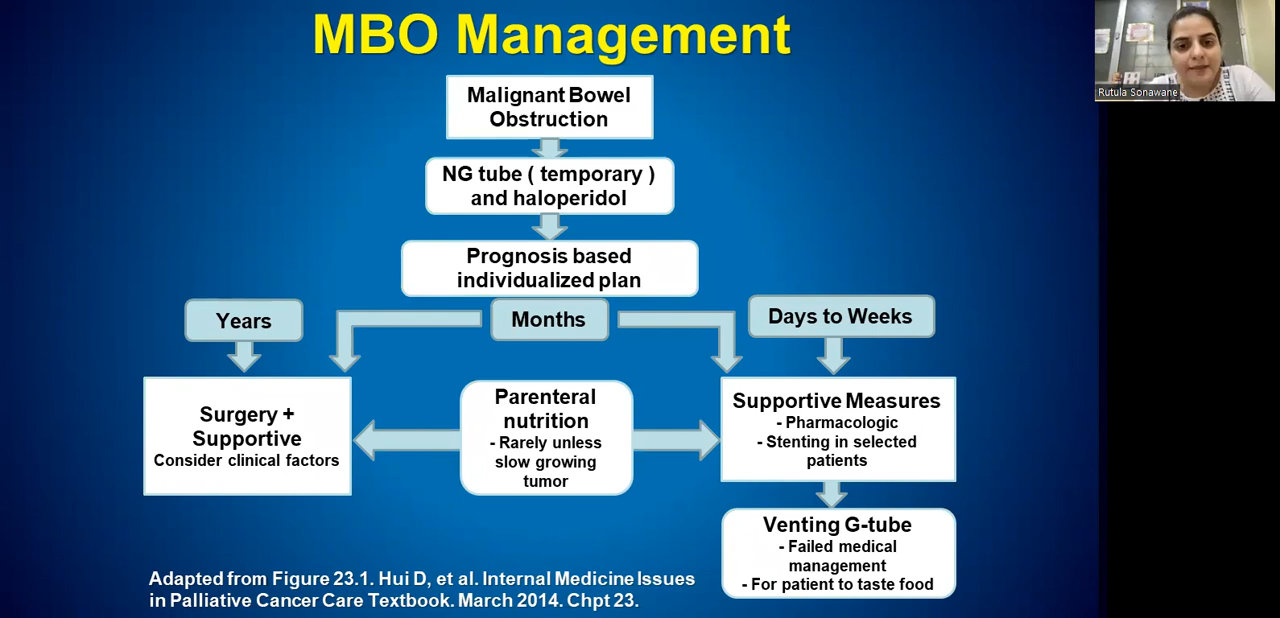 MBO Management
Rutula Sonawane
Malignant Bowel
Obstruction
NG tube ( temporary )
and haloperidol
Prognosis based
individualized plan
Years
Months
Days to Weeks
Surgery +
Supportive
Consider clinical factors
Parenteral
nutrition
- Rarely unless
slow growing
tumor
Supportive Measures
- Pharmacologic
- Stenting in selected
patients
Venting G-tube
- Failed medical
management
- For patient to taste food
Adapted from Figure 23.1. Hui D, et al. Internal Medicine Issues
in Palliative Cancer Care Textbook. March 2014. Chpt 23.